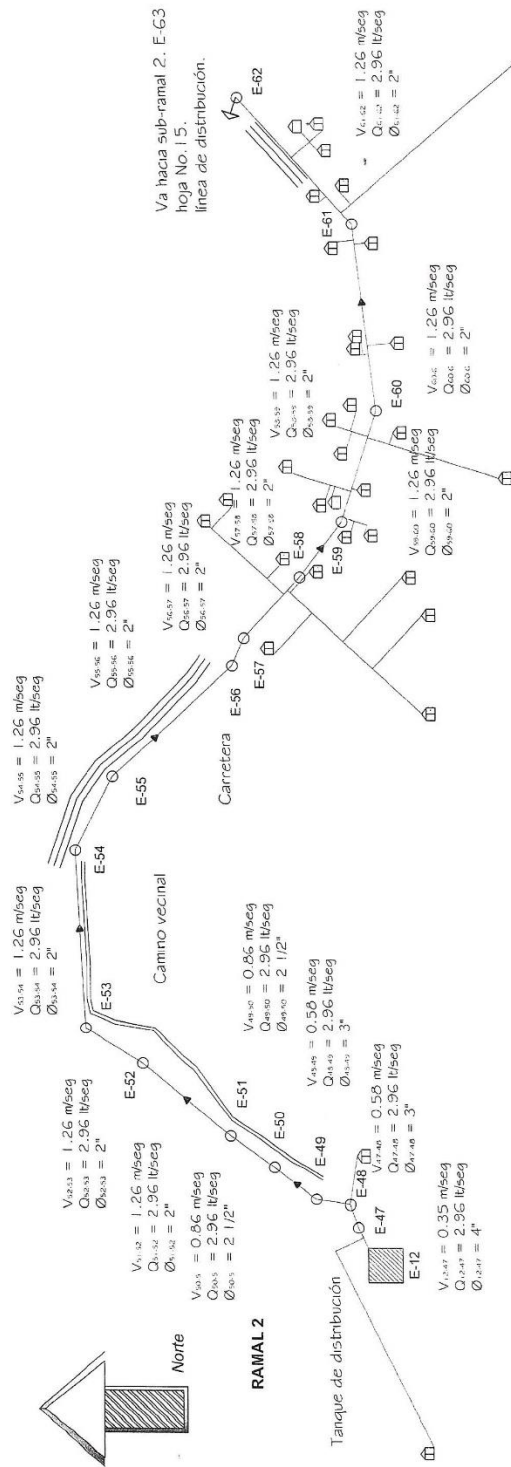 Norte
RAMAL 2
Tanque de distribución
E-12
V12-47 = 0.35 m/seg
Q12-47 = 2.96 lt/seg
Ø12-47 = 4"
E-47
E-48
V47-48 = 0.58 m/seg
Q47-48 = 2.96 lt/seg
Ø47-48 = 3"
E-49
V48-49 = 0.58 m/seg
Q48-49 = 2.96 lt/seg
Ø48-49 = 3"
E-50
V49-50 = 0.86 m/seg
Q49-50 = 2.96 lt/seg
Ø49-50 = 2 1/2"
E-51
V50-5 = 0.86 m/seg
Q50-5 = 2.96 lt/seg
Ø50-5 = 2 1/2"
E-52
V51-52 = 1.26 m/seg
Q51-52 = 2.96 lt/seg
Ø51-52 = 2"
E-53
V52-53 = 1.26 m/seg
Q52-53 = 2.96 lt/seg
Ø52-53 = 2"
Camino vecinal
E-54
V53-54 = 1.26 m/seg
Q53-54 = 2.96 lt/seg
Ø53-54 = 2"
E-55
V54-55 = 1.26 m/seg
Q54-55 = 2.96 lt/seg
Ø54-55 = 2"
Carretera
E-56
V55-56 = 1.26 m/seg
Q55-56 = 2.96 lt/seg
Ø55-56 = 2"
E-57
V56-57 = 1.26 m/seg
Q56-57 = 2.96 lt/seg
Ø56-57 = 2"
E-58
V57-58 = 1.26 m/seg
Q57-58 = 2.96 lt/seg
Ø57-58 = 2"
E-59
V58-59 = 1.26 m/seg
Q58-59 = 2.96 lt/seg
Ø58-59 = 2"
E-60
V59-60 = 1.26 m/seg
Q59-60 = 2.96 lt/seg
Ø59-60 = 2"
E-61
V60-6 = 1.26 m/seg
Q60-6 = 2.96 lt/seg
Ø60-6 = 2"
E-62
V61-62 = 1.26 m/seg
Q61-62 = 2.96 lt/seg
Ø61-62 = 2"
Va hacia sub-ramal 2. E-63
hoja No.15.
línea de distribución.